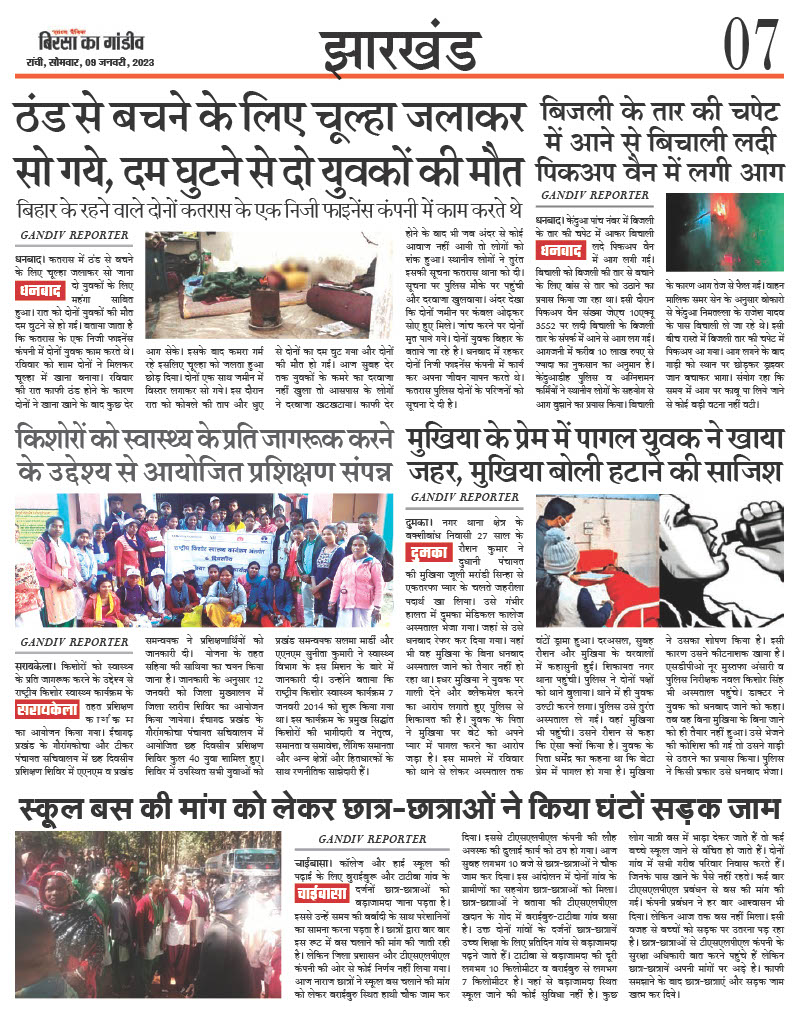 एकमात्र दैनिक
बिरसा का गांडीव
रांची, सोमवार, 09 जनवरी, 2023
झारखंड
07
ठंड से बचने के लिए चूल्हा जलाकर
सो गये, दम घुटने से दो युवकों की मौत
बिहार के रहने वाले दोनों कतरास के एक निजी फाइनेंस कंपनी में काम करते थे
GANDIV REPORTER
धनबाद। कतरास में ठंड से बचने
के लिए चूल्हा जलाकर सो जाना
धनबाद
दो युवकों के लिए
महंगा साबित
हुआ। रात को दोनों युवकों की मौत
दम घुटने से हो गई। बताया जाता है
कि कतरास के एक निजी फाइनेंस
कंपनी में दोनों युवक काम करते थे।
रविवार को शाम दोनों ने मिलकर
चूल्हा में खाना बनाया। रविवार
की रात काफी ठंड होने के कारण
दोनों ने खाना खाने के बाद कुछ देर
आग सेके। इसके बाद कमरा गर्म
रहे इसलिए चूल्हा को जलता हुआ
छोड़ दिया। दोनों एक साथ जमीन में
विस्तर लगाकर सो गये। इस दौरान
रात को कोयले की ताप और धुए
से दोनों का दम घुट गया और दोनों
की मौत हो गई। आज सुबह देर
तक युवकों के कमरे का दरवाजा
नहीं खुला तो आसपास के लोगों
ने दरवाजा खटखटाया। काफी देर
होने के बाद भी जब अंदर से कोई
आवाज नहीं आयी तो लोगों को
शंक हुआ। स्थानीय लोगों ने तुरंत
इसकी सूचना कतरास थाना को दी।
सूचना पर पुलिस मौके पर पहुंची
और दरवाजा खुलवाया। अंदर देखा
कि दोनों जमीन पर कंबल ओढ़कर
सोए हुए मिले। जांच करने पर दोनों
मृत पाये गये। दोनों युवक बिहार के
बताये जा रहे है। धनबाद में रहकर
दोनों निजी फाइनेंस कंपनी में कार्य
कर अपना जीवन यापन करते थे।
कतरास पुलिस दोनों के परिजनों को
सूचना दे दी है।
बिजली के तार की चपेट
में आने से बिचाली लदी
पिकअप वैन में लगी आग
GANDIV REPORTER
धनबाद। केंदुआ पांच नंबर में बिजली
के तार की चपेट में आकर बिचाली
धनबाद
लदे पिकअप वैन
में आग लग गई।
बिचाली को बिजली की तार से बचाने
के लिए बांस से तार को उठाने का
प्रयास किया जा रहा था। इसी दौरान
पिकअप वैन संख्या जेएच 10एक्यू
3552 पर लदी बिचाली के बिजली
तार के संपर्क में आने से आग लग गई।
आगजनी में करीब 10 लाख रुपए से
ज्यादा का नुकसान का अनुमान है।
केंदुआडीह पुलिस व अग्निशमन
कर्मियों ने स्थानीय लोगों के सहयोग से
आग बुझाने का प्रयास किया। बिचाली
के कारण आग तेज से फैल गई। वाहन
मालिक समर सेन के अनुसार बोकारो
से केंदुआ निमतल्ला के राजेश यादव
के पास बिचाली ले जा रहे थे। इसी
बीच रास्ते में बिजली तार की चपेट में
पिकअप आ गया। आग लगने के बाद
गाड़ी को स्थान पर छोड़कर ड्राइवर
जान बचाकर भागा। संयोग रहा कि
समय में आग पर काबू पा लिये जाने
से कोई बड़ी घटना नहीं घटी।
किशोरों को स्वास्थ्य के प्रति जागरूक करने
के उद्देश्य से आयोजित प्रशिक्षण संपन्न
राष्ट्रीय किशोर स्वास्थ्य कार्यक्रम अंतर्गत
6 दिवसीय
GANDIV REPORTER
सरायकेला। किशोरों को स्वास्थ्य
के प्रति जागरूक करने के उद्देश्य से
राष्ट्रीय किशोर स्वास्थ्य कार्यक्रम के
सरायकेला
तहत प्रशिक्षण
का आयोजन किया गया। ईचागढ़
प्रखंड के गौरांगकोचा और टीकर
पंचायत सचिवालय में छह दिवसीय
प्रशिक्षण शिविर में एएनएम व प्रखंड
समन्वयक ने प्रशिक्षणार्थियों को
जानकारी दी। योजना के तहत
सहिया की साथिया का चयन किया
जाना है। जानकारी के अनुसार 12
जनवरी को जिला मुख्यालय में
जिला स्तरीय शिविर का आयोजन
किया जायेगा। ईचागढ प्रखंड के
गौरांगकोचा पंचायत सचिवालय में
आयोजित छह दिवसीय प्रशिक्षण
शिविर कुल 40 युवा शामिल हुए।
शिविर में उपस्थित सभी युवाओं को
प्रखंड समन्वयक सलमा मार्डी और
एएनएम सुनीता कुमारी ने स्वास्थ्य
विभाग के इस मिशन के बारे में
जानकारी दी। उन्होंने बताया कि
राष्ट्रीय किशोर स्वास्थ्य कार्यक्रम 7
जनवरी 2014 को शुरू किया गया
था। इस कार्यक्रम के प्रमुख सिद्धांत
किशोरों की भागीदारी व नेतृत्व,
समानता व समावेश, लैंगिक समानता
और अन्य क्षेत्रों और हितधारकों के
साथ रणनीतिक साझेदारी हैं।
मुखिया के प्रेम में पागल युवक ने खाया
जहर, मुखिया बोली हटाने की साजिश
GANDIV REPORTER
दुमका। नगर थाना क्षेत्र के
बक्शीबांध निवासी 27 साल के
दुमका
रौशन कुमार ने
दुधानी पंचायत
की मुखिया जूली मरांडी सिन्हा से
एकतरफा प्यार के चलते जहरीला
पदार्थ खा लिया। उसे गंभीर
हालत में दुमका मेडिकल कालेज
अस्पताल भेजा गया। जहां से उसे
धनबाद रेफर कर दिया गया। यहां
भी वह मुखिया के बिना धनबाद
अस्पताल जाने को तैयार नहीं हो
रहा था। इधर मुखिया ने युवक पर
गाली देने और ब्लैकमेल करने
का आरोप लगाते हुए पुलिस से
शिकायत की है। युवक के पिता
ने मुखिया पर बेटे को अपने
प्यार में पागल करने का आरोप
जड़ा है। इस मामले में रविवार
को थाने से लेकर अस्पताल तक
घंटों ड्रामा हुआ। दरअसल, सुबह
रौशन और मुखिया के घरवालों
में कहासुनी हुई। शिकायत नगर
थाना पहुंची। पुलिस ने दोनों पक्षों
को थाने बुलाया। थाने में ही युवक
उल्टी करने लगा। पुलिस उसे तुरंत
अस्पताल ले गई। वहां मुखिया
भी पहुंची। उसने रौशन से कहा
कि ऐसा क्यों किया है। युवक के
पिता धर्मेंद्र का कहना था कि बेटा
प्रेम में पागल हो गया है। मुखिया
ने उसका शोषण किया है। इसी
कारण उसने कीटनाशक खाया है।
एसडीपीओ नूर मुस्तफा अंसारी व
पुलिस निरीक्षक नवल किशोर सिंह
भी अस्पताल पहुंचे। डाक्टर ने
युवक को धनबाद जाने को कहा।
तब वह बिना मुखिया के बिना जाने
को ही तैयार नहीं हुआ। उसे भेजने
की कोशिश की गई तो उसने गाड़ी
से उतरने का प्रयास किया। पुलिस
ने किसी प्रकार उसे धनबाद भेजा।
स्कूल बस की मांग को लेकर छात्र-छात्राओं ने किया घंटों सड़क जाम
GANDIV REPORTER
चाईबासा। कॉलेज और हाई स्कूल की
पढ़ाई के लिए बुराईबुरू और टाटीबा गांव के
चाईबासा
दर्जनों छात्र-छात्राओं को
बड़ाजामदा जाना पड़ता है।
इससे उन्हें समय की बर्बादी के साथ परेशानियों
का सामना करना पड़ता है। छात्रों द्वारा बार बार
इस रूट में बस चलाने की मांग की जाती रही
है। लेकिन जिला प्रशासन और टीएसएलपीएल
कंपनी की ओर से कोई निर्णय नहीं लिया गया।
आज नाराज छात्रों ने स्कूल बस चलाने की मांग
को लेकर बराईबुरु स्थित हाथी चौक जाम कर
दिया। इससे टीएसएलपीएल कंपनी की लौह
अयस्क की ढुलाई कार्य को ठप हो गया। आज
सुबह लगभग 10 बजे से छात्र-छात्राओं ने चौक
जाम कर दिया। इस आंदोलन में दोनों गांव के
ग्रामीणों का सहयोग छात्र-छात्राओं को मिला।
छात्र-छात्राओं ने बताया की टीएसएलपीएल
खदान के गोद में बराईबुरु-टाटीबा गांव बसा
है। उक्त दोनों गांवों के दर्जनों छात्र-छात्रायें
उच्च शिक्षा के लिए प्रतिदिन गांव से बड़ाजामदा
पढ़ने जाते हैं। टाटीबा से बड़ाजामदा की दूरी
लगभग 10 किलोमीटर व बराईबुरु से लगभग
7 किलोमीटर है। यहां से बड़ाजामदा स्थित
स्कूल जाने की कोई सुविधा नहीं है। कुछ
लोग यात्री बस में भाड़ा देकर जाते हैं तो कई
बच्चे स्कूल जाने से वंचित हो जाते हैं। दोनों
गांव में सभी गरीब परिवार निवास करते हैं।
जिनके पास खाने के पैसे नहीं रहते। कई बार
टीएसएलपीएल प्रबंधन से बस की मांग की
गई। कंपनी प्रबंधन ने हर बार आश्वासन भी
दिया। लेकिन आज तक बस नहीं मिला। इसी
वजह से बच्चों को सड़क पर उतरना पड़ रहा
है। छात्र-छात्राओं से टीएसएलपीएल कंपनी के
सुरक्षा अधिकारी बात करने पहुंचे हैं लेकिन
छात्र-छात्रायें अपनी मांगों पर अड़े है। काफी
समझाने के बाद छात्र-छात्राएं और सड़क जाम
खत्म कर दिये।